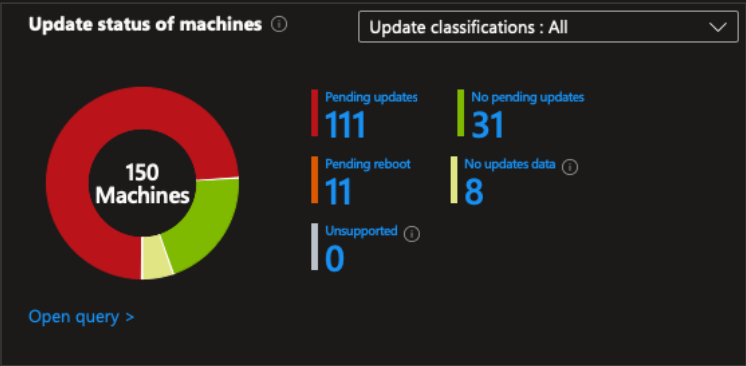 Update status of machines
Update classifications : All
150
Machines
Pending updates
111
No pending updates
31
Pending reboot
11
No updates data
8
Unsupported
0
Open query >